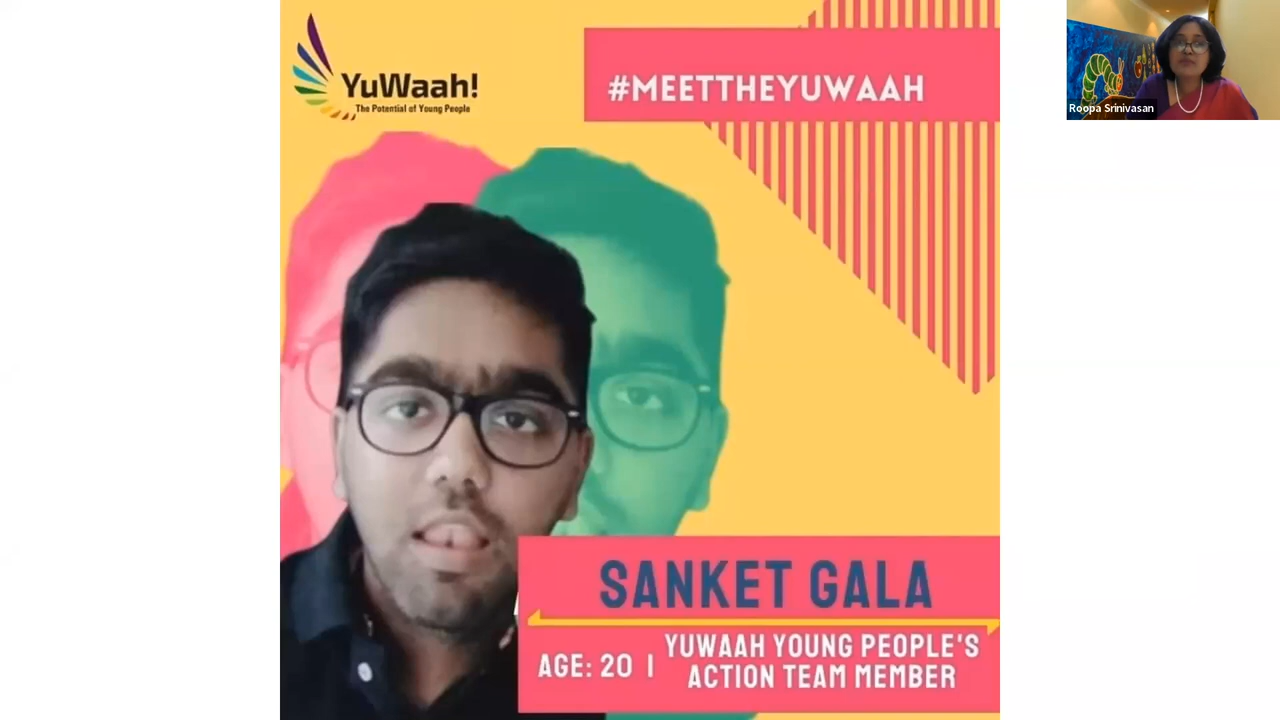 YuWaah!
The Potential of Young People
#MEETTHEYUWAAH
Roopa Srinivasan
SANKET GALA
AGE: 20 |
YUWAAH YOUNG PEOPLE'S
ACTION TEAM MEMBER